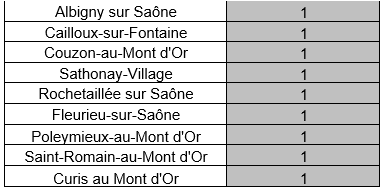 Albigny sur Saône 1
Cailloux-sur-Fontaine 1
Couzon-au-Mont d'Or 1
Sathonay-Village 1
Rochetaillée sur Saône 1
Fleurieu-sur-Saône 1
Poleymieux-au-Mont d'Or 1
Saint-Romain-au-Mont d'Or 1
Curis au Mont d'Or 1